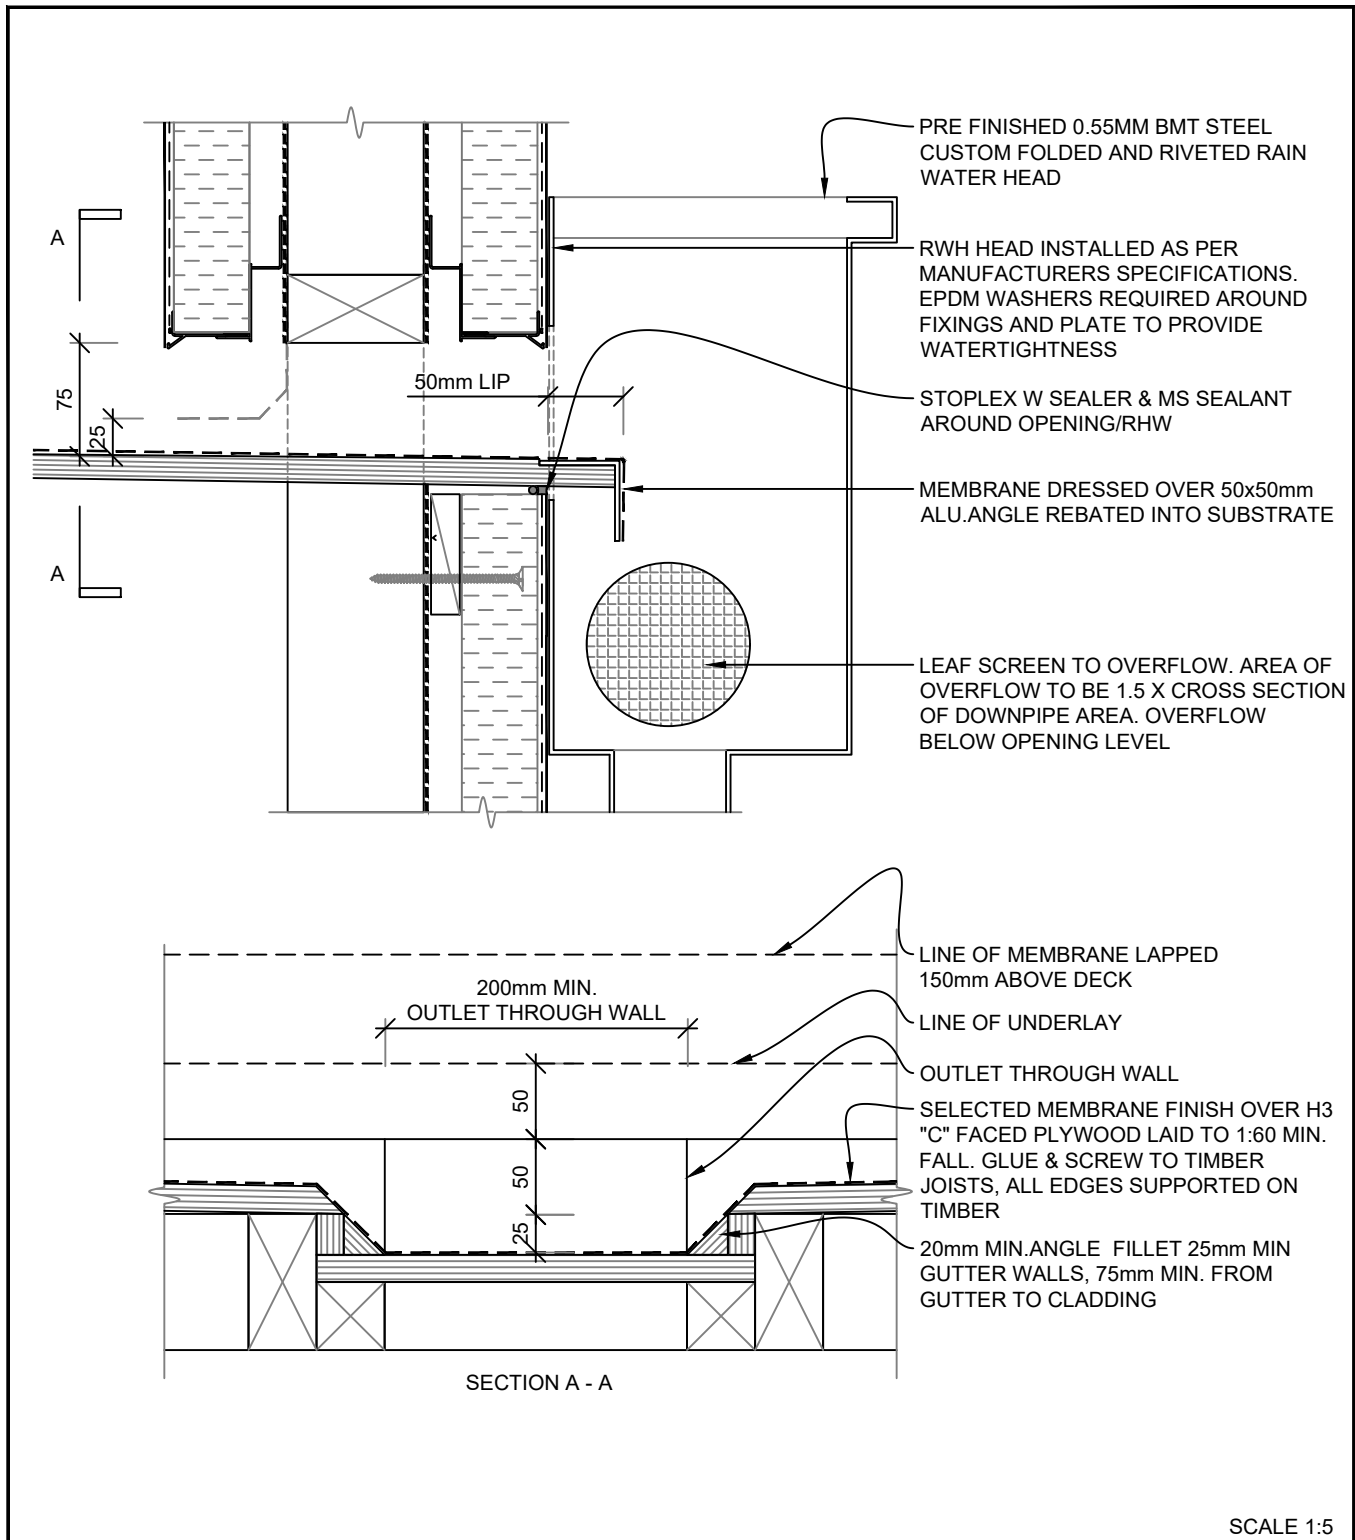 PRE FINISHED 0.55MM BMT STEEL
CUSTOM FOLDED AND RIVETED RAIN
WATER HEAD
A
RWH HEAD INSTALLED AS PER
MANUFACTURERS SPECIFICATIONS.
EPDM WASHERS REQUIRED AROUND
FIXINGS AND PLATE TO PROVIDE
WATERTIGHTNESS
50mm LIP
75
25
STOPLEX W SEALER & MS SEALANT
AROUND OPENING/RHW
MEMBRANE DRESSED OVER 50x50mm
ALU.ANGLE REBATED INTO SUBSTRATE
A
LEAF SCREEN TO OVERFLOW. AREA OF
OVERFLOW TO BE 1.5 X CROSS SECTION
OF DOWNPIPE AREA. OVERFLOW
BELOW OPENING LEVEL
LINE OF MEMBRANE LAPPED
150mm ABOVE DECK
200mm MIN.
OUTLET THROUGH WALL
LINE OF UNDERLAY
OUTLET THROUGH WALL
50
50
25
SELECTED MEMBRANE FINISH OVER H3
"C" FACED PLYWOOD LAID TO 1:60 MIN.
FALL. GLUE & SCREW TO TIMBER
JOISTS, ALL EDGES SUPPORTED ON
TIMBER
20mm MIN.ANGLE FILLET 25mm MIN
GUTTER WALLS, 75mm MIN. FROM
GUTTER TO CLADDING
SECTION A - A
SCALE 1:5